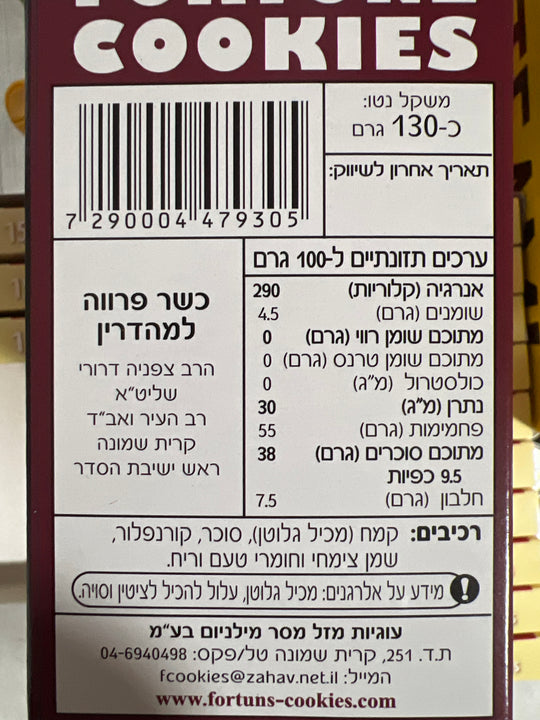 COOKIES
משקל נטו:
כ-130 גרם
תאריך אחרון לשיווק:
7 290004 479305
ערכים תזונתיים ל-100 גרם
אנרגיה (קלוריות) 290
שומנים (גרם) 4.5
מתוכם שומן רווי (גרם) 0
מתוכם שומן טרנס (גרם) 0
כולסטרול (מ"ג) 0
נתרן (מ"ג) 30
פחמימות (גרם) 55
מתוכם סוכרים (גרם) 38
9.5 כפיות
חלבון (גרם) 7.5
כשר פרווה
למהדרין
הרב צפניה דרורי
שליט"א
רב העיר ואב"ד
קרית שמונה
ראש ישיבת הסדר
רכיבים: קמח (מכיל גלוטן), סוכר, קורנפלור,
שמן צימחי וחומרי טעם וריח.
מידע על אלרגנים: מכיל גלוטן, עלול להכיל לציטין וסויה.
עוגיות מזל מסר מילניום בע"מ
ת.ד. 251, קרית שמונה טל/פקס: 04-6940498
המייל: fcookies@zahav.net.il
www.fortuns-cookies.com